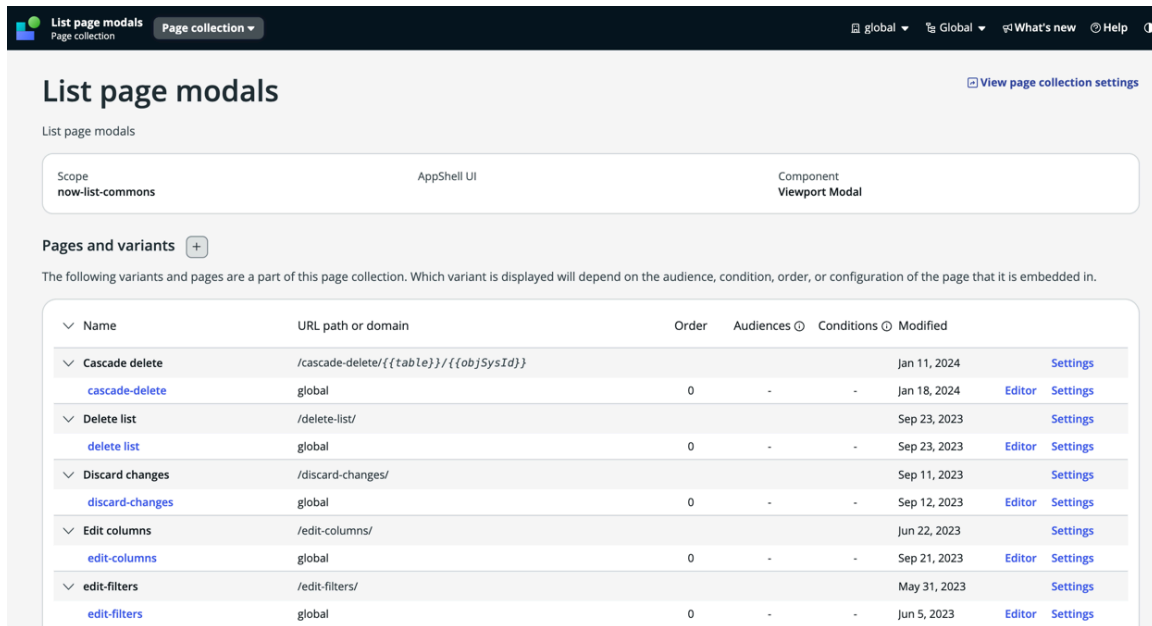 List page modals
Page collection
Page collection
global
Global
What's new
Help
List page modals
View page collection settings
List page modals
Scope
now-list-commons
AppShell UI
Component
Viewport Modal
Pages and variants +
The following variants and pages are a part of this page collection. Which variant is displayed will depend on the audience, condition, order, or configuration of the page that it is embedded in.
Name URL path or domain Order Audiences Conditions Modified
Cascade delete /cascade-delete/{{table}}/{{objSysId}} Jan 11, 2024 Settings
cascade-delete global 0 - - Jan 18, 2024 Editor Settings
Delete list /delete-list/ Sep 23, 2023 Settings
delete list global 0 - - Sep 23, 2023 Editor Settings
Discard changes /discard-changes/ Sep 11, 2023 Settings
discard-changes global 0 - - Sep 12, 2023 Editor Settings
Edit columns /edit-columns/ Jun 22, 2023 Settings
edit-columns global 0 - - Sep 21, 2023 Editor Settings
edit-filters /edit-filters/ May 31, 2023 Settings
edit-filters global 0 - - Jun 5, 2023 Editor Settings